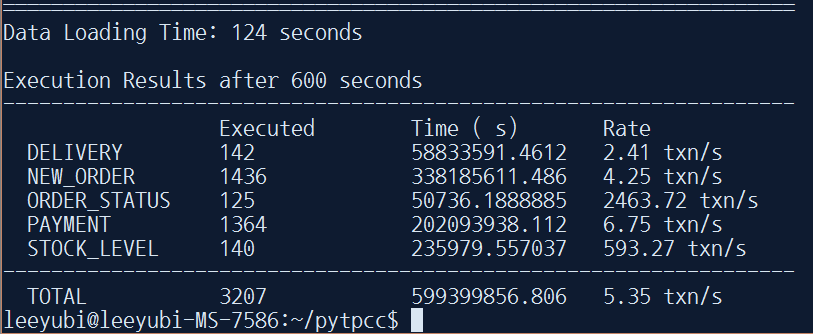 ==================================================================
Data Loading Time: 124 seconds
Execution Results after 600 seconds
------------------------------------------------------------------
Executed Time ( s) Rate
DELIVERY 142 58833591.4612 2.41 txn/s
NEW_ORDER 1436 338185611.486 4.25 txn/s
ORDER_STATUS 125 50736.1888885 2463.72 txn/s
PAYMENT 1364 202093938.112 6.75 txn/s
STOCK_LEVEL 140 235979.557037 593.27 txn/s
------------------------------------------------------------------
TOTAL 3207 599399856.806 5.35 txn/s
leeyubi@leeyubi-MS-7586:~/pytpcc$